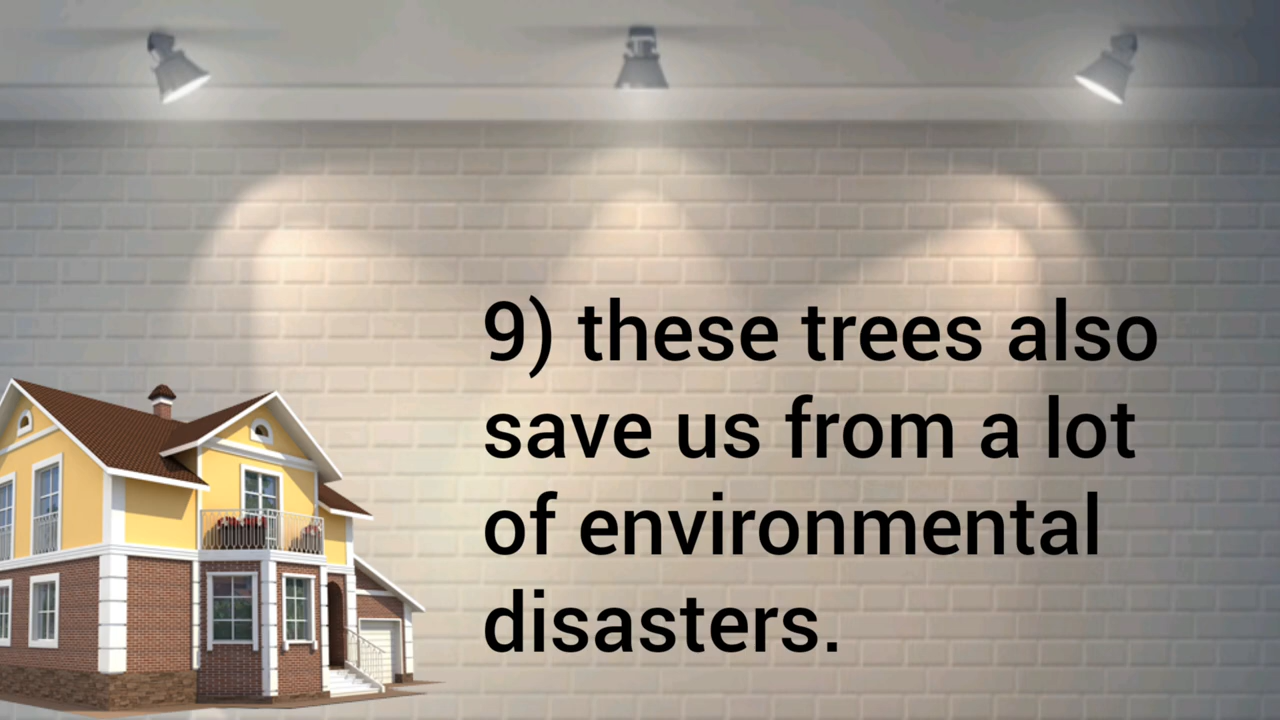 9) these trees also
save us from a lot
of environmental
disasters.